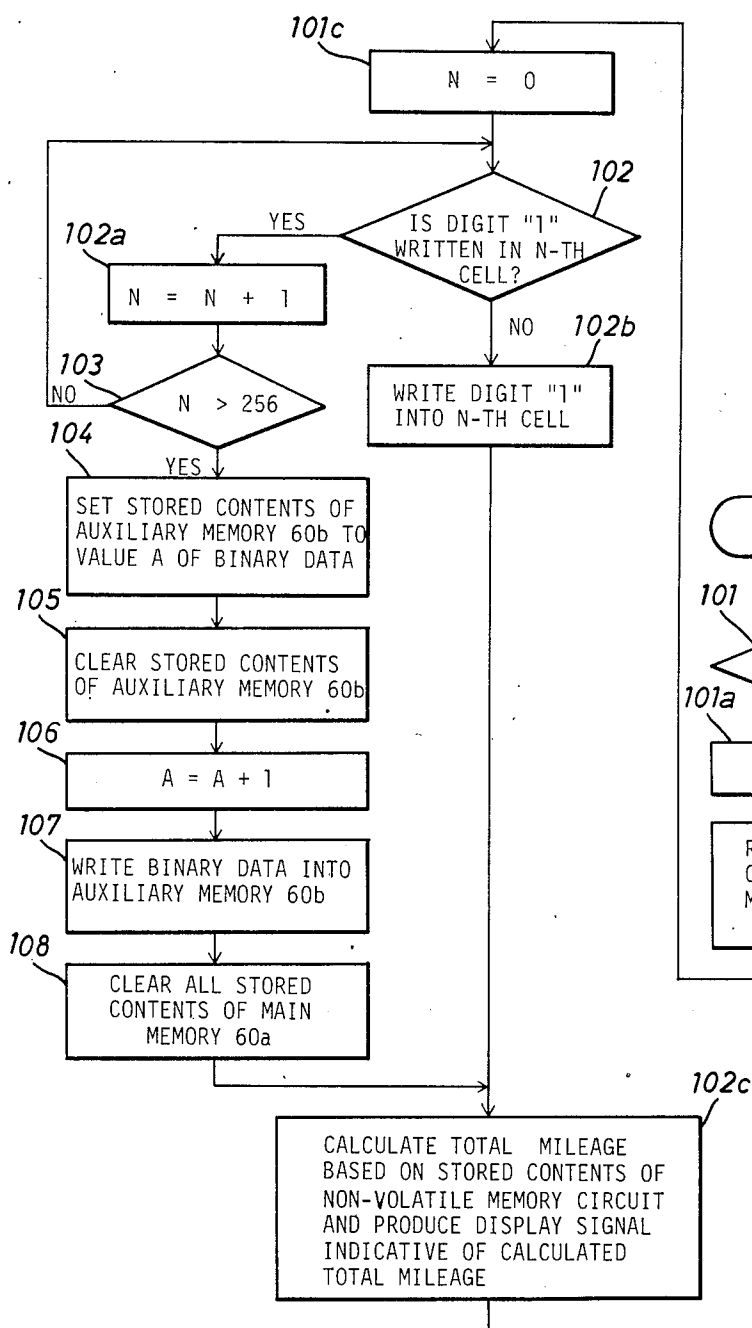 101c
N = 0
102
IS DIGIT "1"
WRITTEN IN N-TH
CELL?
YES
102a
N = N + 1
NO
102b
WRITE DIGIT "1"
INTO N-TH CELL
103
N > 256
NO
YES
104
SET STORED CONTENTS OF
AUXILIARY MEMORY 60b TO
VALUE A OF BINARY DATA
105
CLEAR STORED CONTENTS
OF AUXILIARY MEMORY 60b
106
A = A + 1
107
WRITE BINARY DATA INTO
AUXILIARY MEMORY 60b
108
CLEAR ALL STORED
CONTENTS OF MAIN
MEMORY 60a
102c
CALCULATE TOTAL MILEAGE
BASED ON STORED CONTENTS OF
NON-VOLATILE MEMORY CIRCUIT
AND PRODUCE DISPLAY SIGNAL
INDICATIVE OF CALCULATED
TOTAL MILEAGE
101
101a